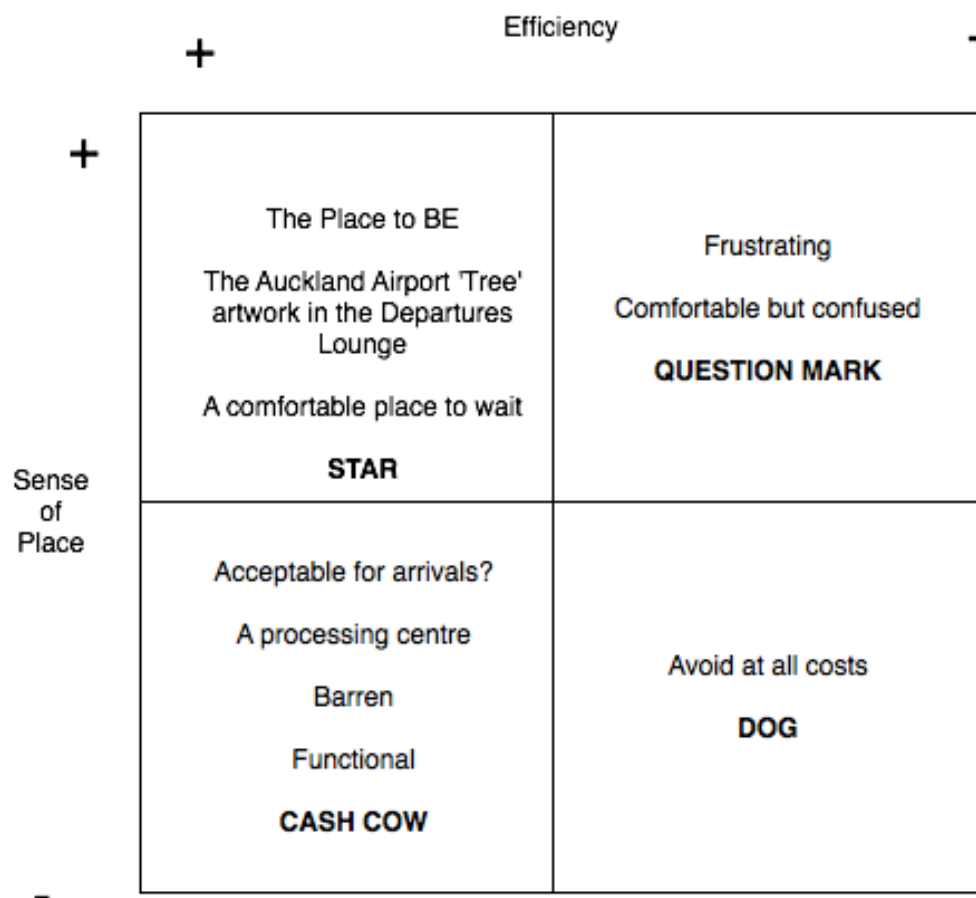 Efficiency
+
-
+
The Place to BE
The Auckland Airport 'Tree'
artwork in the Departures
Lounge
A comfortable place to wait
STAR
Frustrating
Comfortable but confused
QUESTION MARK
Sense
of
Place
Acceptable for arrivals?
A processing centre
Barren
Functional
CASH COW
Avoid at all costs
DOG
-